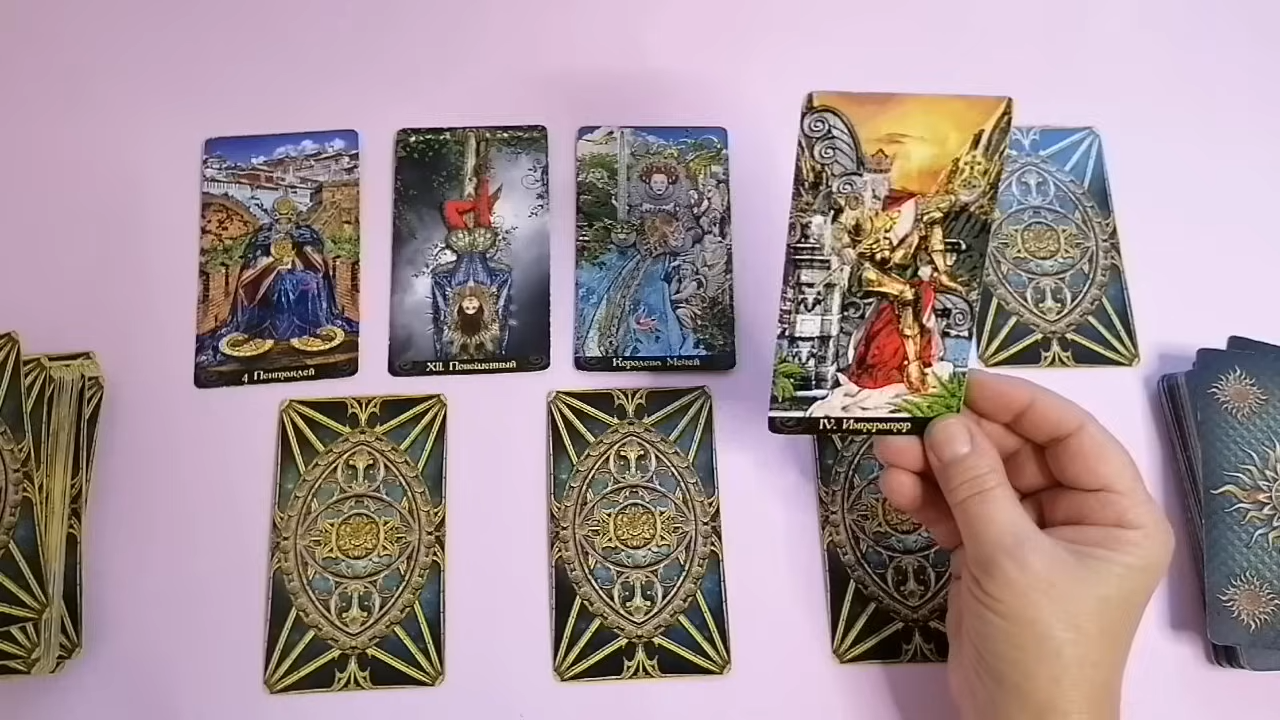 4 Пентаклей
XII. Повешенный
Королева Мечей
IV. Император